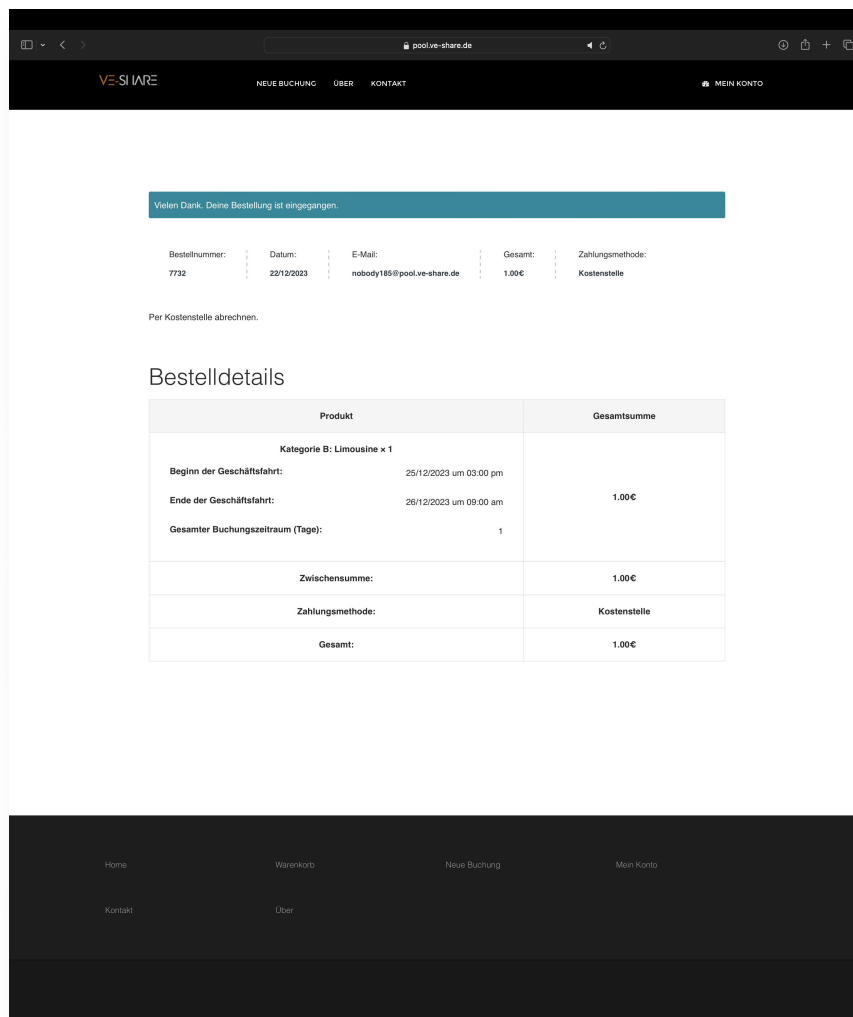 pool.ve-share.de
VE-SHARE
NEUE BUCHUNG ÜBER KONTAKT MEIN KONTO
Vielen Dank. Deine Bestellung ist eingegangen.
Bestellnummer: Datum: E-Mail: Gesamt: Zahlungsmethode:
7732 22/12/2023 nobody185@pool.ve-share.de 1.00€ Kostenstelle
Per Kostenstelle abrechnen.
Bestelldetails
Produkt Gesamtsumme
Kategorie B: Limousine × 1
Beginn der Geschäftsfahrt: 25/12/2023 um 03:00 pm
Ende der Geschäftsfahrt: 26/12/2023 um 09:00 am 1.00€
Gesamter Buchungszeitraum (Tage): 1
Zwischensumme: 1.00€
Zahlungsmethode: Kostenstelle
Gesamt: 1.00€
Home Warenkorb Neue Buchung Mein Konto
Kontakt Über